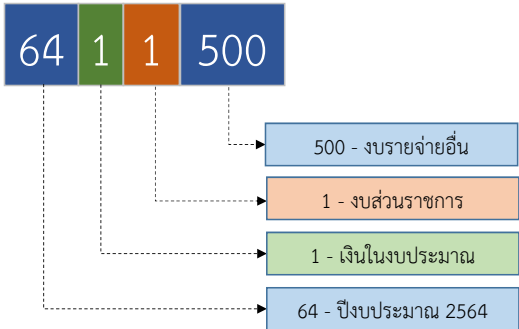 64 1 1 500
500 - งบรายจ่ายอื่น
1 - งบส่วนราชการ
1 - เงินในงบประมาณ
64 - ปีงบประมาณ 2564